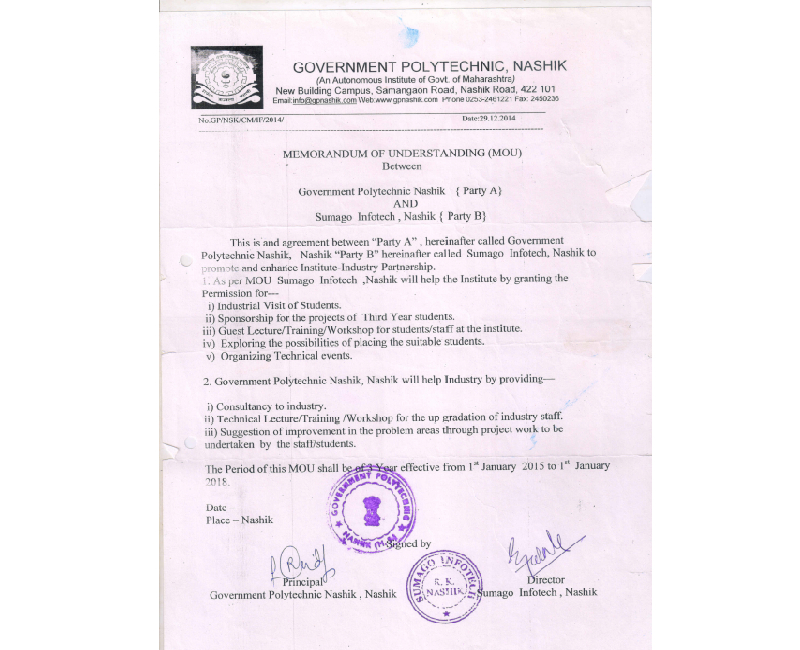 GOVERNMENT POLYTECHNIC, NASHIK
(An Autonomous Institute of Govt. of Maharashtra)
New Building Campus, Samangaon Road, Nashik Road, 422 101
Email:info@gpnashik.com Web:www.gpnashik.com Phone Fax:
No.GP/NSK/CM/IF/2014/ Date:29.12.2014
MEMORANDUM OF UNDERSTANDING (MOU)
Between
Government Polytechnic Nashik { Party A}
AND
Sumago Infotech , Nashik { Party B}
This is and agreement between "Party A" , hereinafter called Government
Polytechnic Nashik, Nashik "Party B" hereinafter called Sumago Infotech, Nashik to
promote and enhance Institute-Industry Partnership.
1. As per MOU Sumago Infotech ,Nashik will help the Institute by granting the
Permission for---
i) Industrial Visit of Students.
ii) Sponsorship for the projects of Third Year students.
iii) Guest Lecture/Training/Workshop for students/staff at the institute.
iv) Exploring the possibilities of placing the suitable students.
v) Organizing Technical events.
2. Government Polytechnic Nashik, Nashik will help Industry by providing---
i) Consultancy to industry.
ii) Technical Lecture/Training /Workshop for the up gradation of industry staff.
iii) Suggestion of improvement in the problem areas through project work to be
undertaken by the staff/students.
The Period of this MOU shall be of 3 Year effective from 1st January 2015 to 1st January
2018.
Date
Place – Nashik
GOVERNMENT POLYTECHNIC
NASHIK
Signed by
SUMAGO INFOTECH
NASHIK
Principal Director
Government Polytechnic Nashik , Nashik Sumago Infotech , Nashik